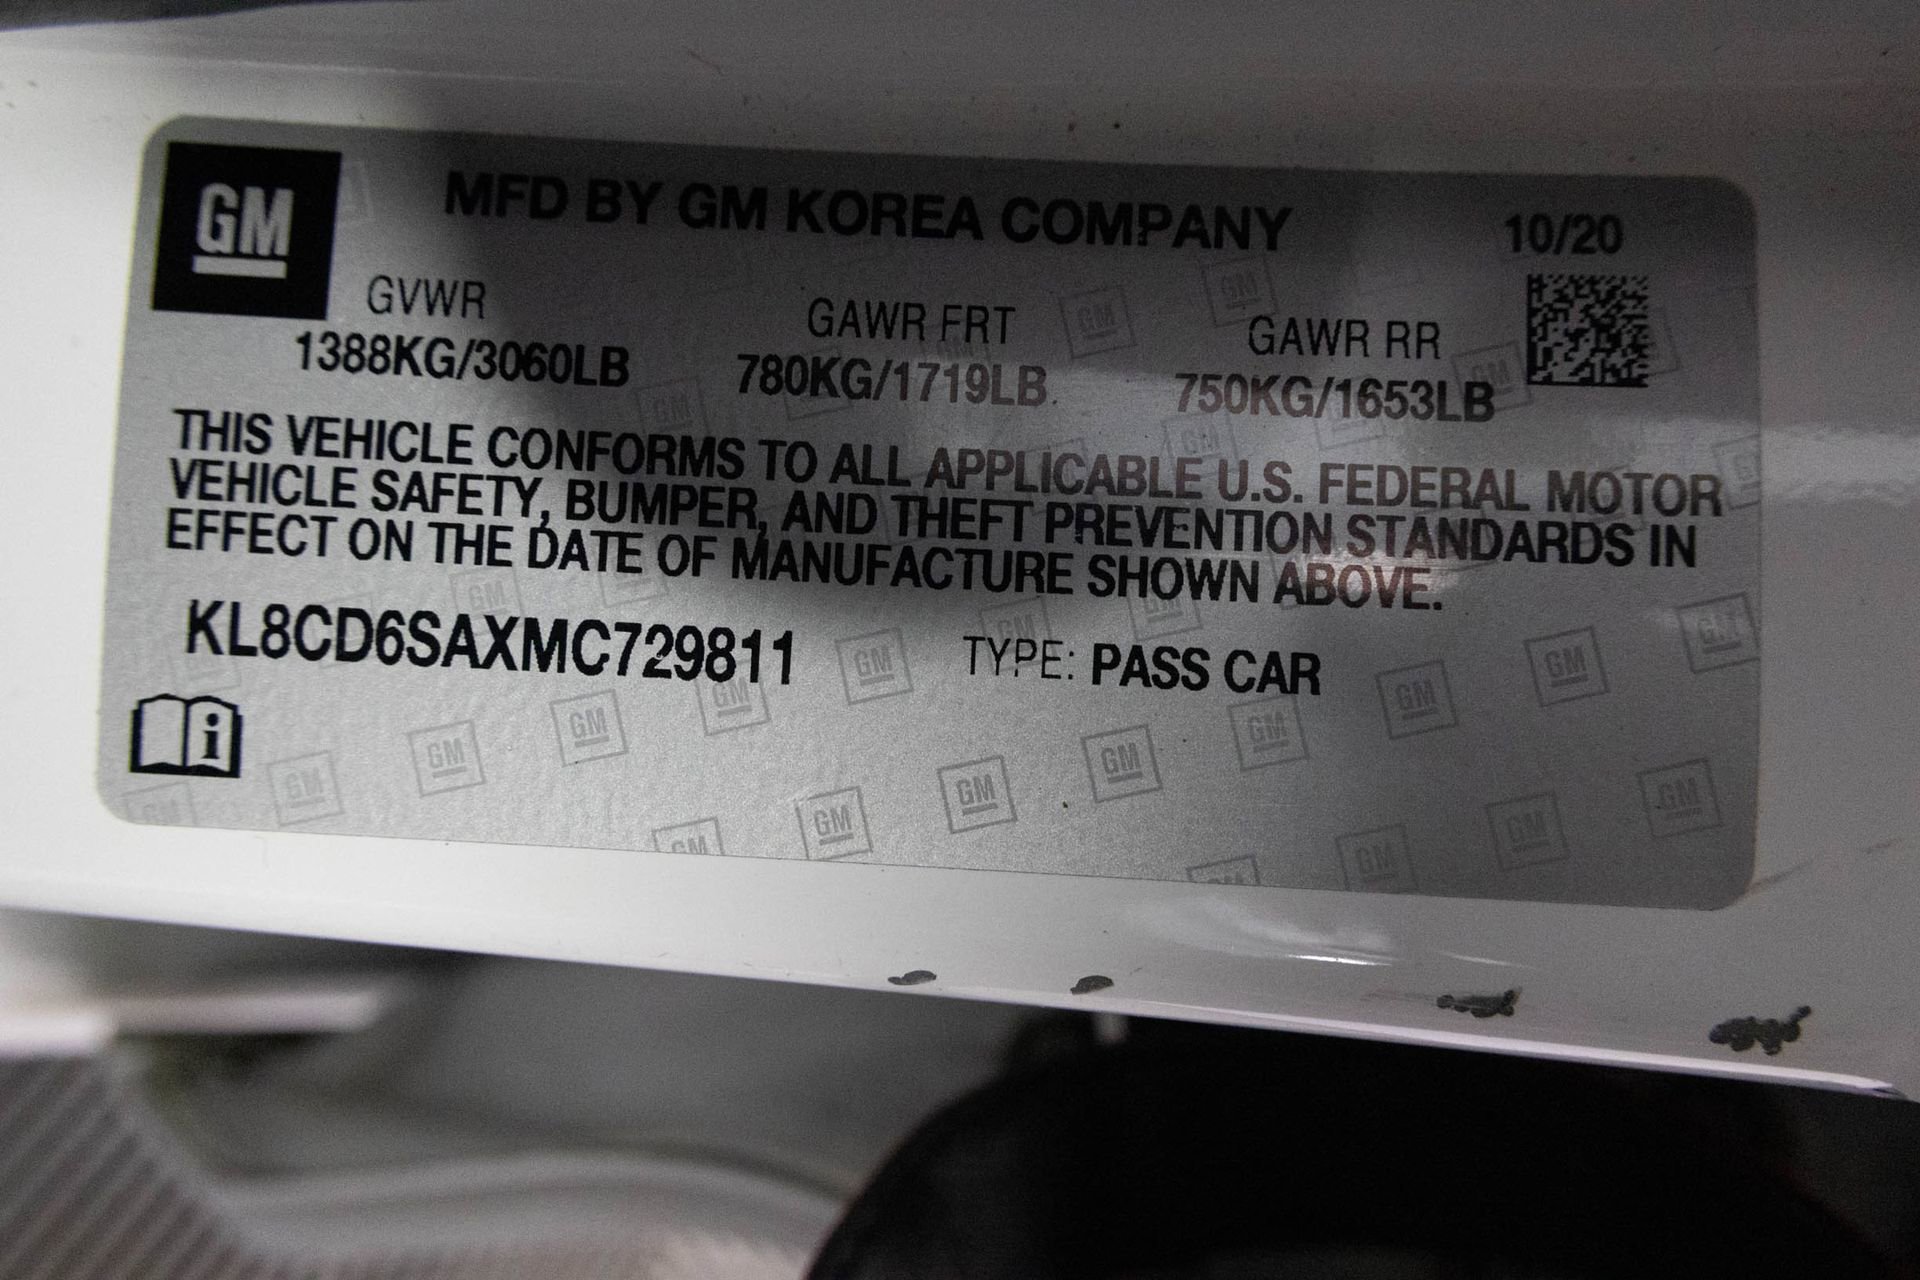 GM
MFD BY GM KOREA COMPANY
10/20
GVWR
GAWR FRT
GAWR RR
1388KG/3060LB
780KG/1719LB
750KG/1653LB
THIS VEHICLE CONFORMS TO ALL APPLICABLE U.S. FEDERAL MOTOR
VEHICLE SAFETY, BUMPER, AND THEFT PREVENTION STANDARDS IN
EFFECT ON THE DATE OF MANUFACTURE SHOWN ABOVE.
KL8CD6SAXMC729811
TYPE: PASS CAR
i